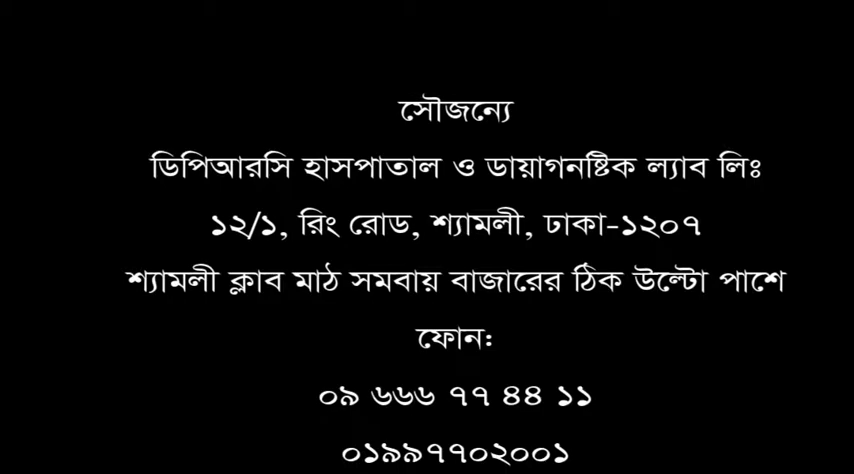 সৌজন্যে
ডিপিআরসি হাসপাতাল ও ডায়াগনষ্টিক ল্যাব লিঃ
১২/১, রিং রোড, শ্যামলী, ঢাকা-১২০৭
শ্যামলী ক্লাব মাঠ সমবায় বাজারের ঠিক উল্টো পাশে
ফোন:
০৯ ৬৬৬ ৭৭ ৪৪ ১১
০১৯৯৭৭০২০০১